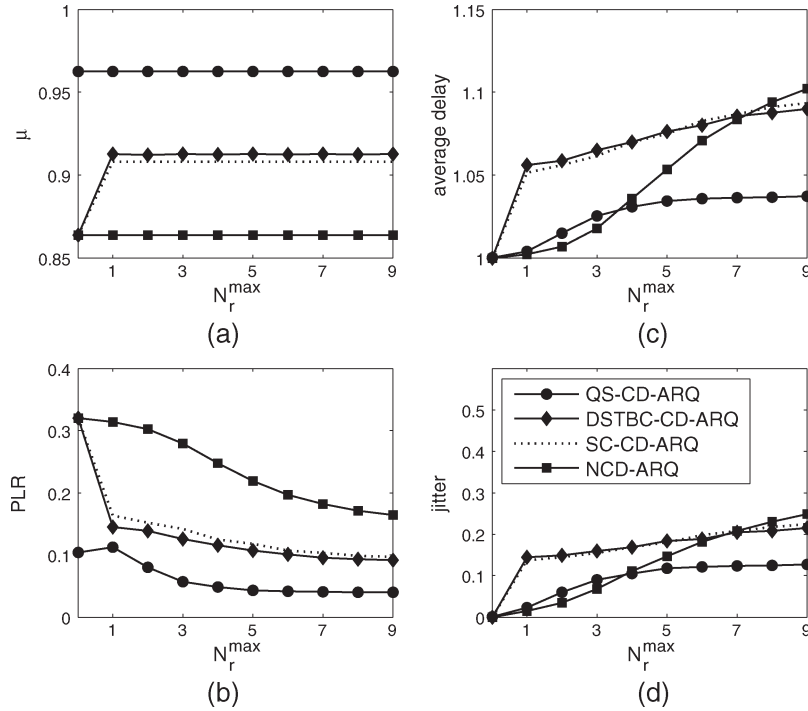 1
0.95
0.9
0.85
μ
1 3 5 7 9
N_r^max
(a)
1.15
1.1
1.05
1
average delay
1 3 5 7 9
N_r^max
(c)
0.4
0.3
0.2
0.1
0
PLR
1 3 5 7 9
N_r^max
(b)
0.5
0.4
0.3
0.2
0.1
0
jitter
QS-CD-ARQ
DSTBC-CD-ARQ
SC-CD-ARQ
NCD-ARQ
1 3 5 7 9
N_r^max
(d)